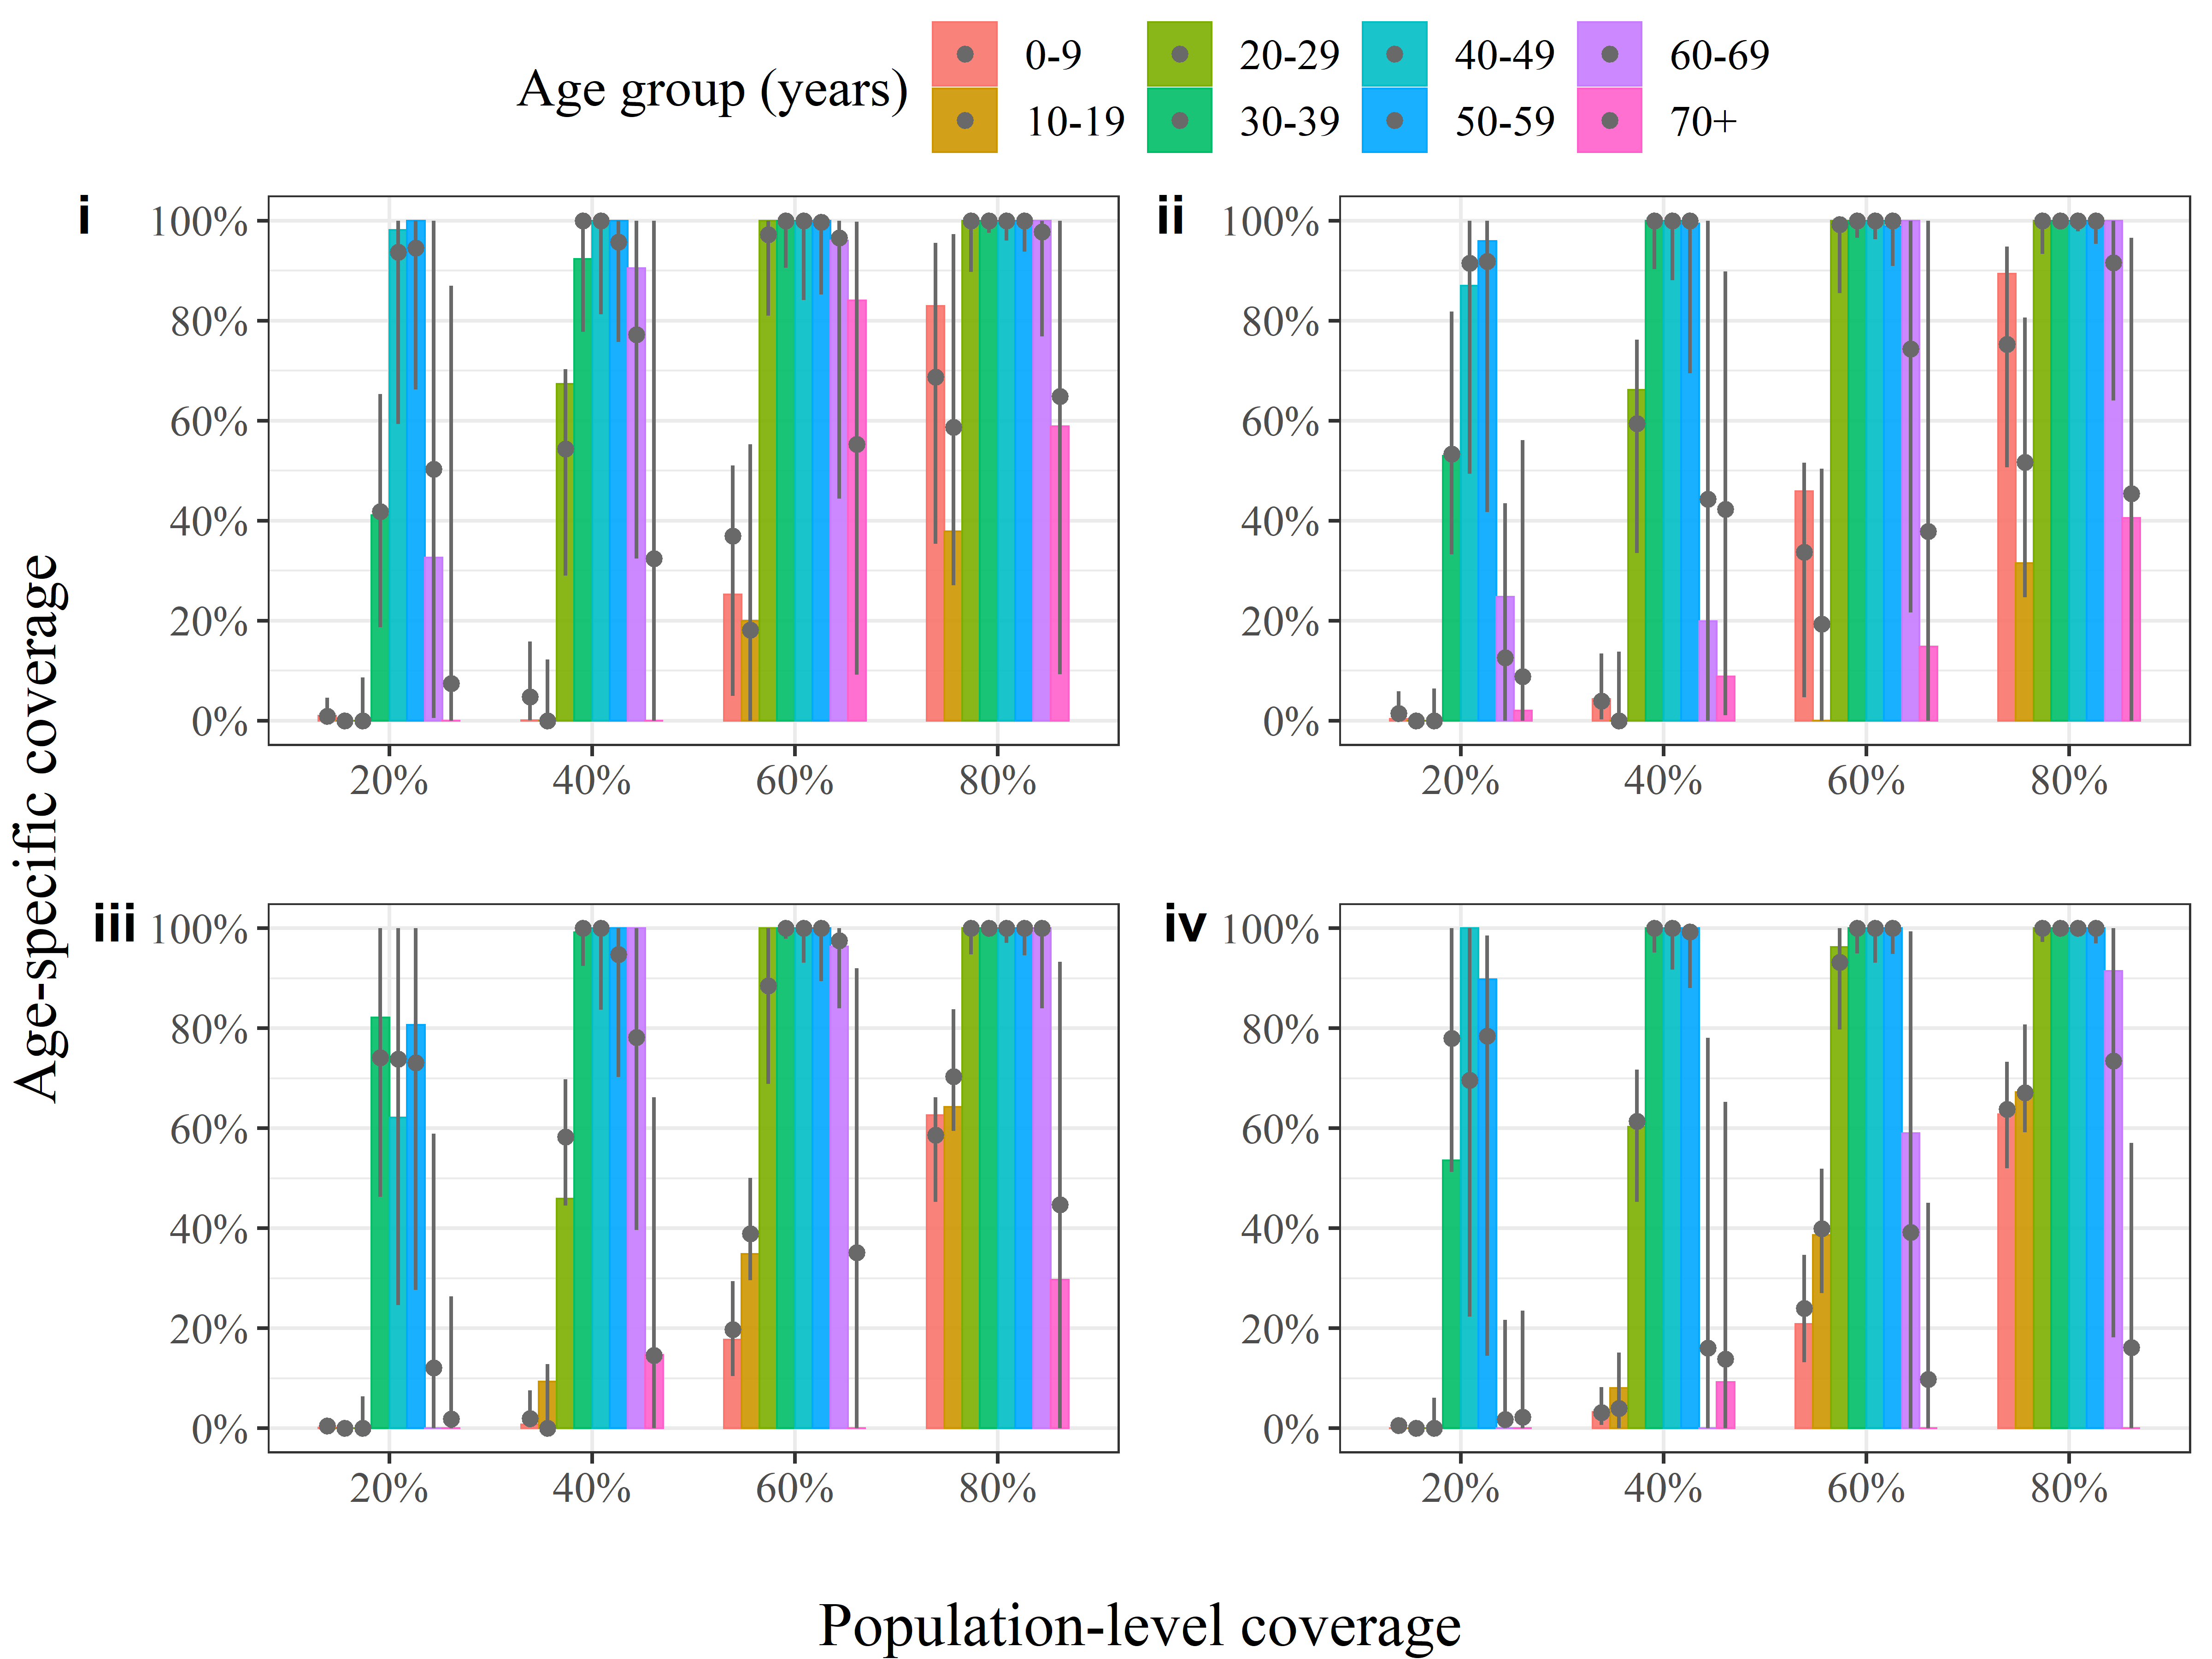 Age group (years)
0-9 20-29 40-49 60-69
10-19 30-39 50-59 70+
i ii
100% 100%
80% 80%
60% 60%
40% 40%
20% 20%
0% 0%
20% 40% 60% 80% 20% 40% 60% 80%
Age-specific coverage
iii iv
100% 100%
80% 80%
60% 60%
40% 40%
20% 20%
0% 0%
20% 40% 60% 80% 20% 40% 60% 80%
Population-level coverage